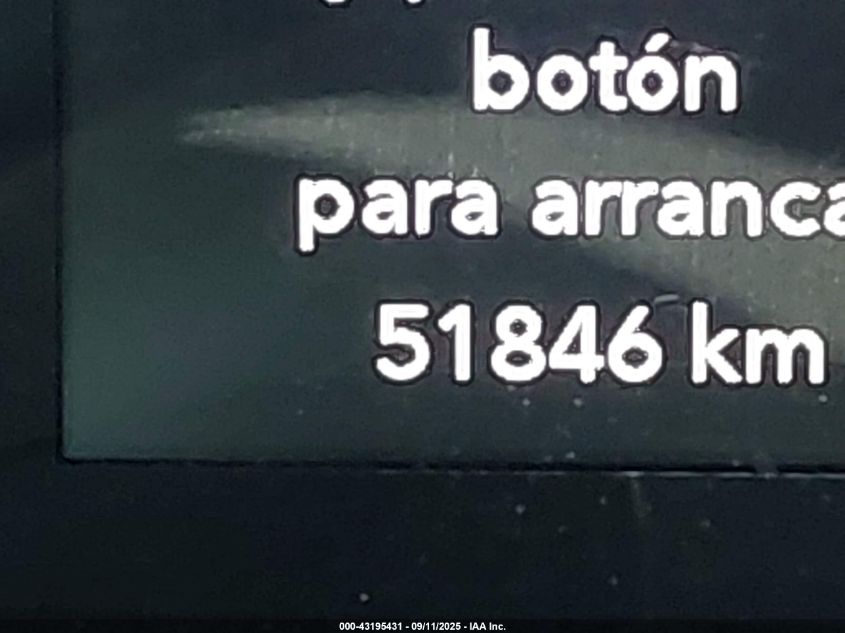 botón
para arranca
51846 km
000-43195431 - 09/11/2025 - IAA Inc.